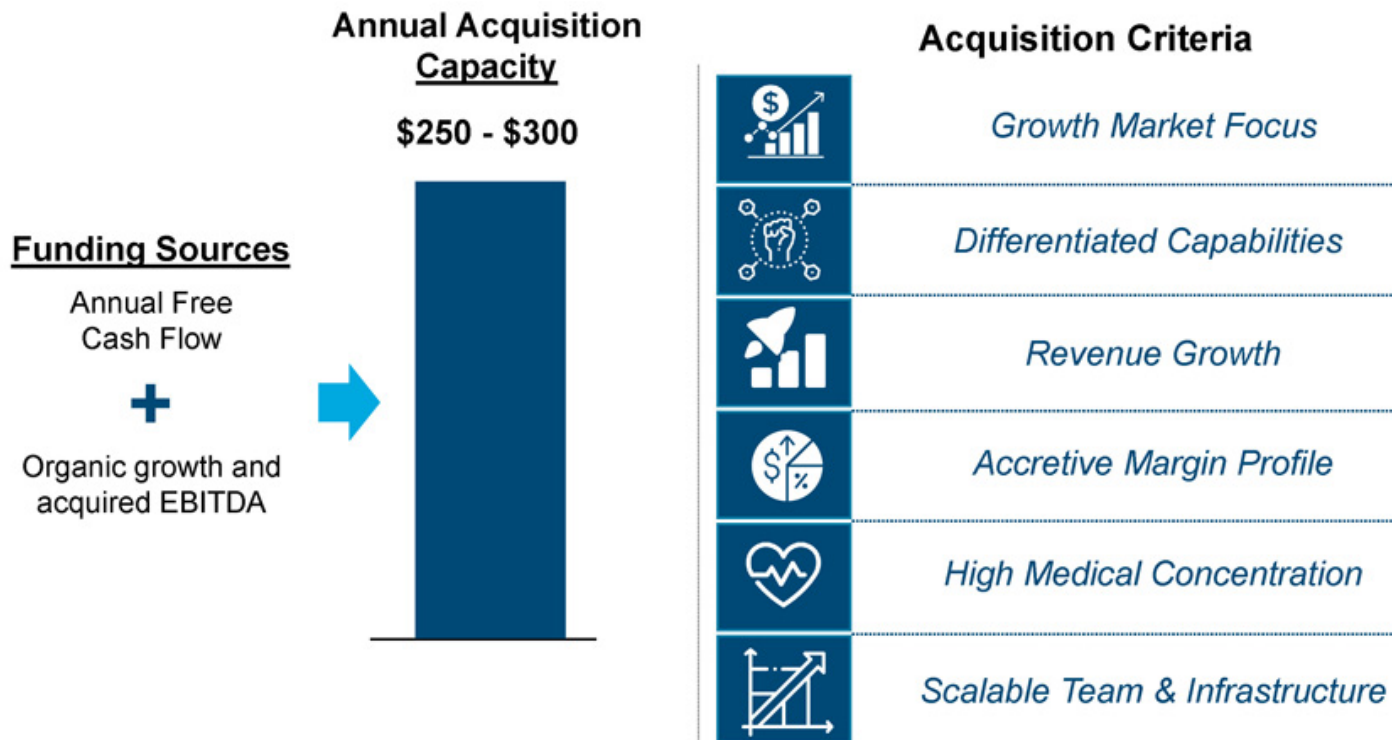 Annual Acquisition
Capacity
$250 - $300
Funding Sources
Annual Free
Cash Flow
+
Organic growth and
acquired EBITDA
Acquisition Criteria
$
Growth Market Focus
Differentiated Capabilities
Revenue Growth
$ %
Accretive Margin Profile
High Medical Concentration
Scalable Team & Infrastructure